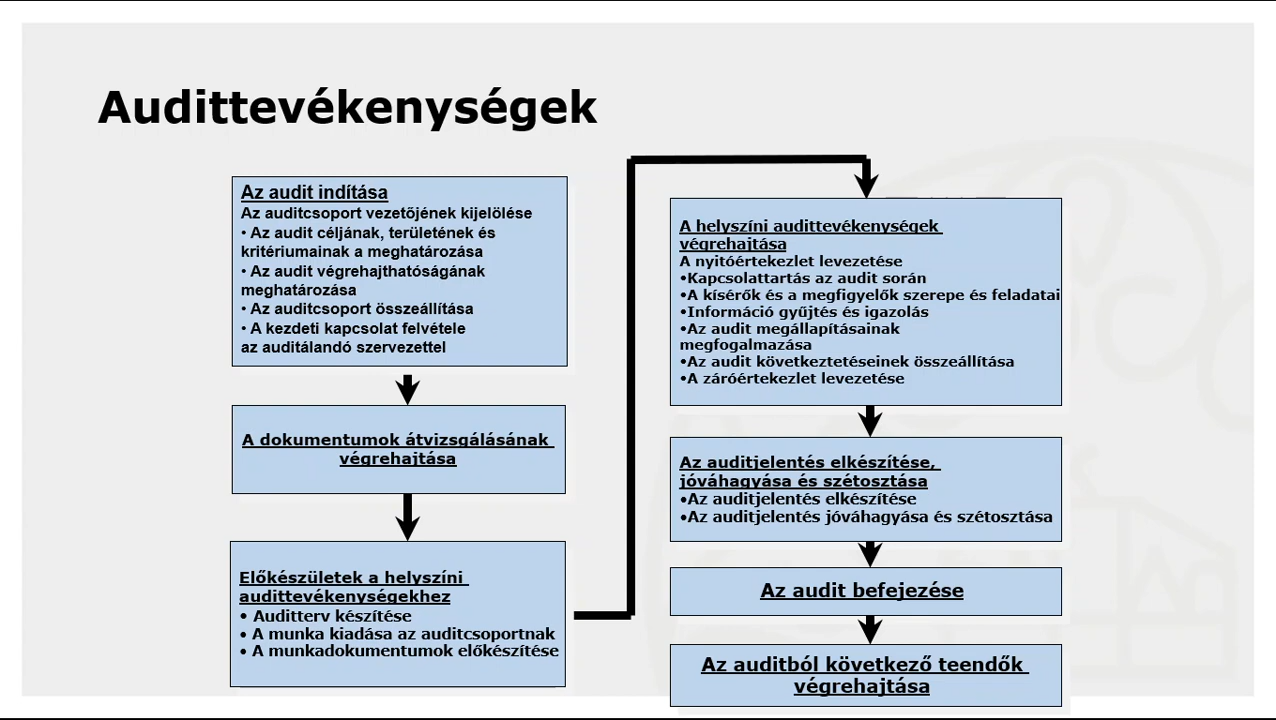 Audittevékenységek
Az audit indítása
Az auditcsoport vezetőjének kijelölése
• Az audit céljának, területének és
kritériumainak a meghatározása
• Az audit végrehajthatóságának
meghatározása
• Az auditcsoport összeállítása
• A kezdeti kapcsolat felvétele
az auditálandó szervezettel
A dokumentumok átvizsgálásának
végrehajtása
Előkészületek a helyszíni
audittevékenységekhez
• Auditterv készítése
• A munka kiadása az auditcsoportnak
• A munkadokumentumok előkészítése
A helyszíni audittevékenységek
végrehajtása
A nyitóértekezlet levezetése
•Kapcsolattartás az audit során
•A kísérők és a megfigyelők szerepe és feladatai
•Információ gyűjtés és igazolás
•Az audit megállapításainak
megfogalmazása
•Az audit következtetéseinek összeállítása
•A záróértekezlet levezetése
Az auditjelentés elkészítése,
jóváhagyása és szétosztása
•Az auditjelentés elkészítése
•Az auditjelentés jóváhagyása és szétosztása
Az audit befejezése
Az auditból következő teendők
végrehajtása